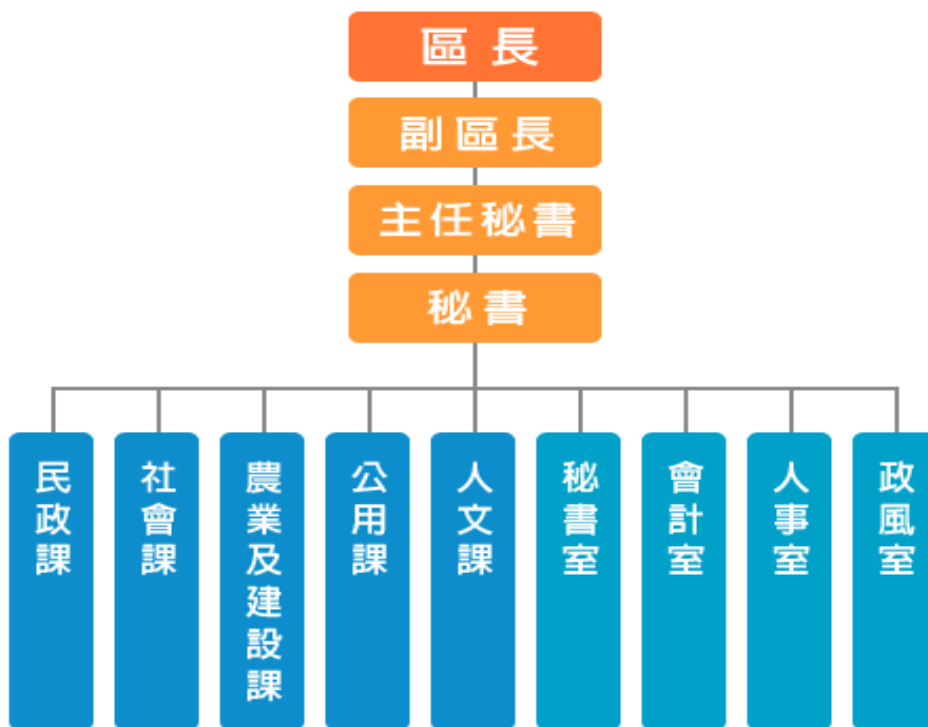 區長
副區長
主任秘書
秘書
民政課
社會課
農業及建設課
公用課
人文課
秘書室
會計室
人事室
政風室